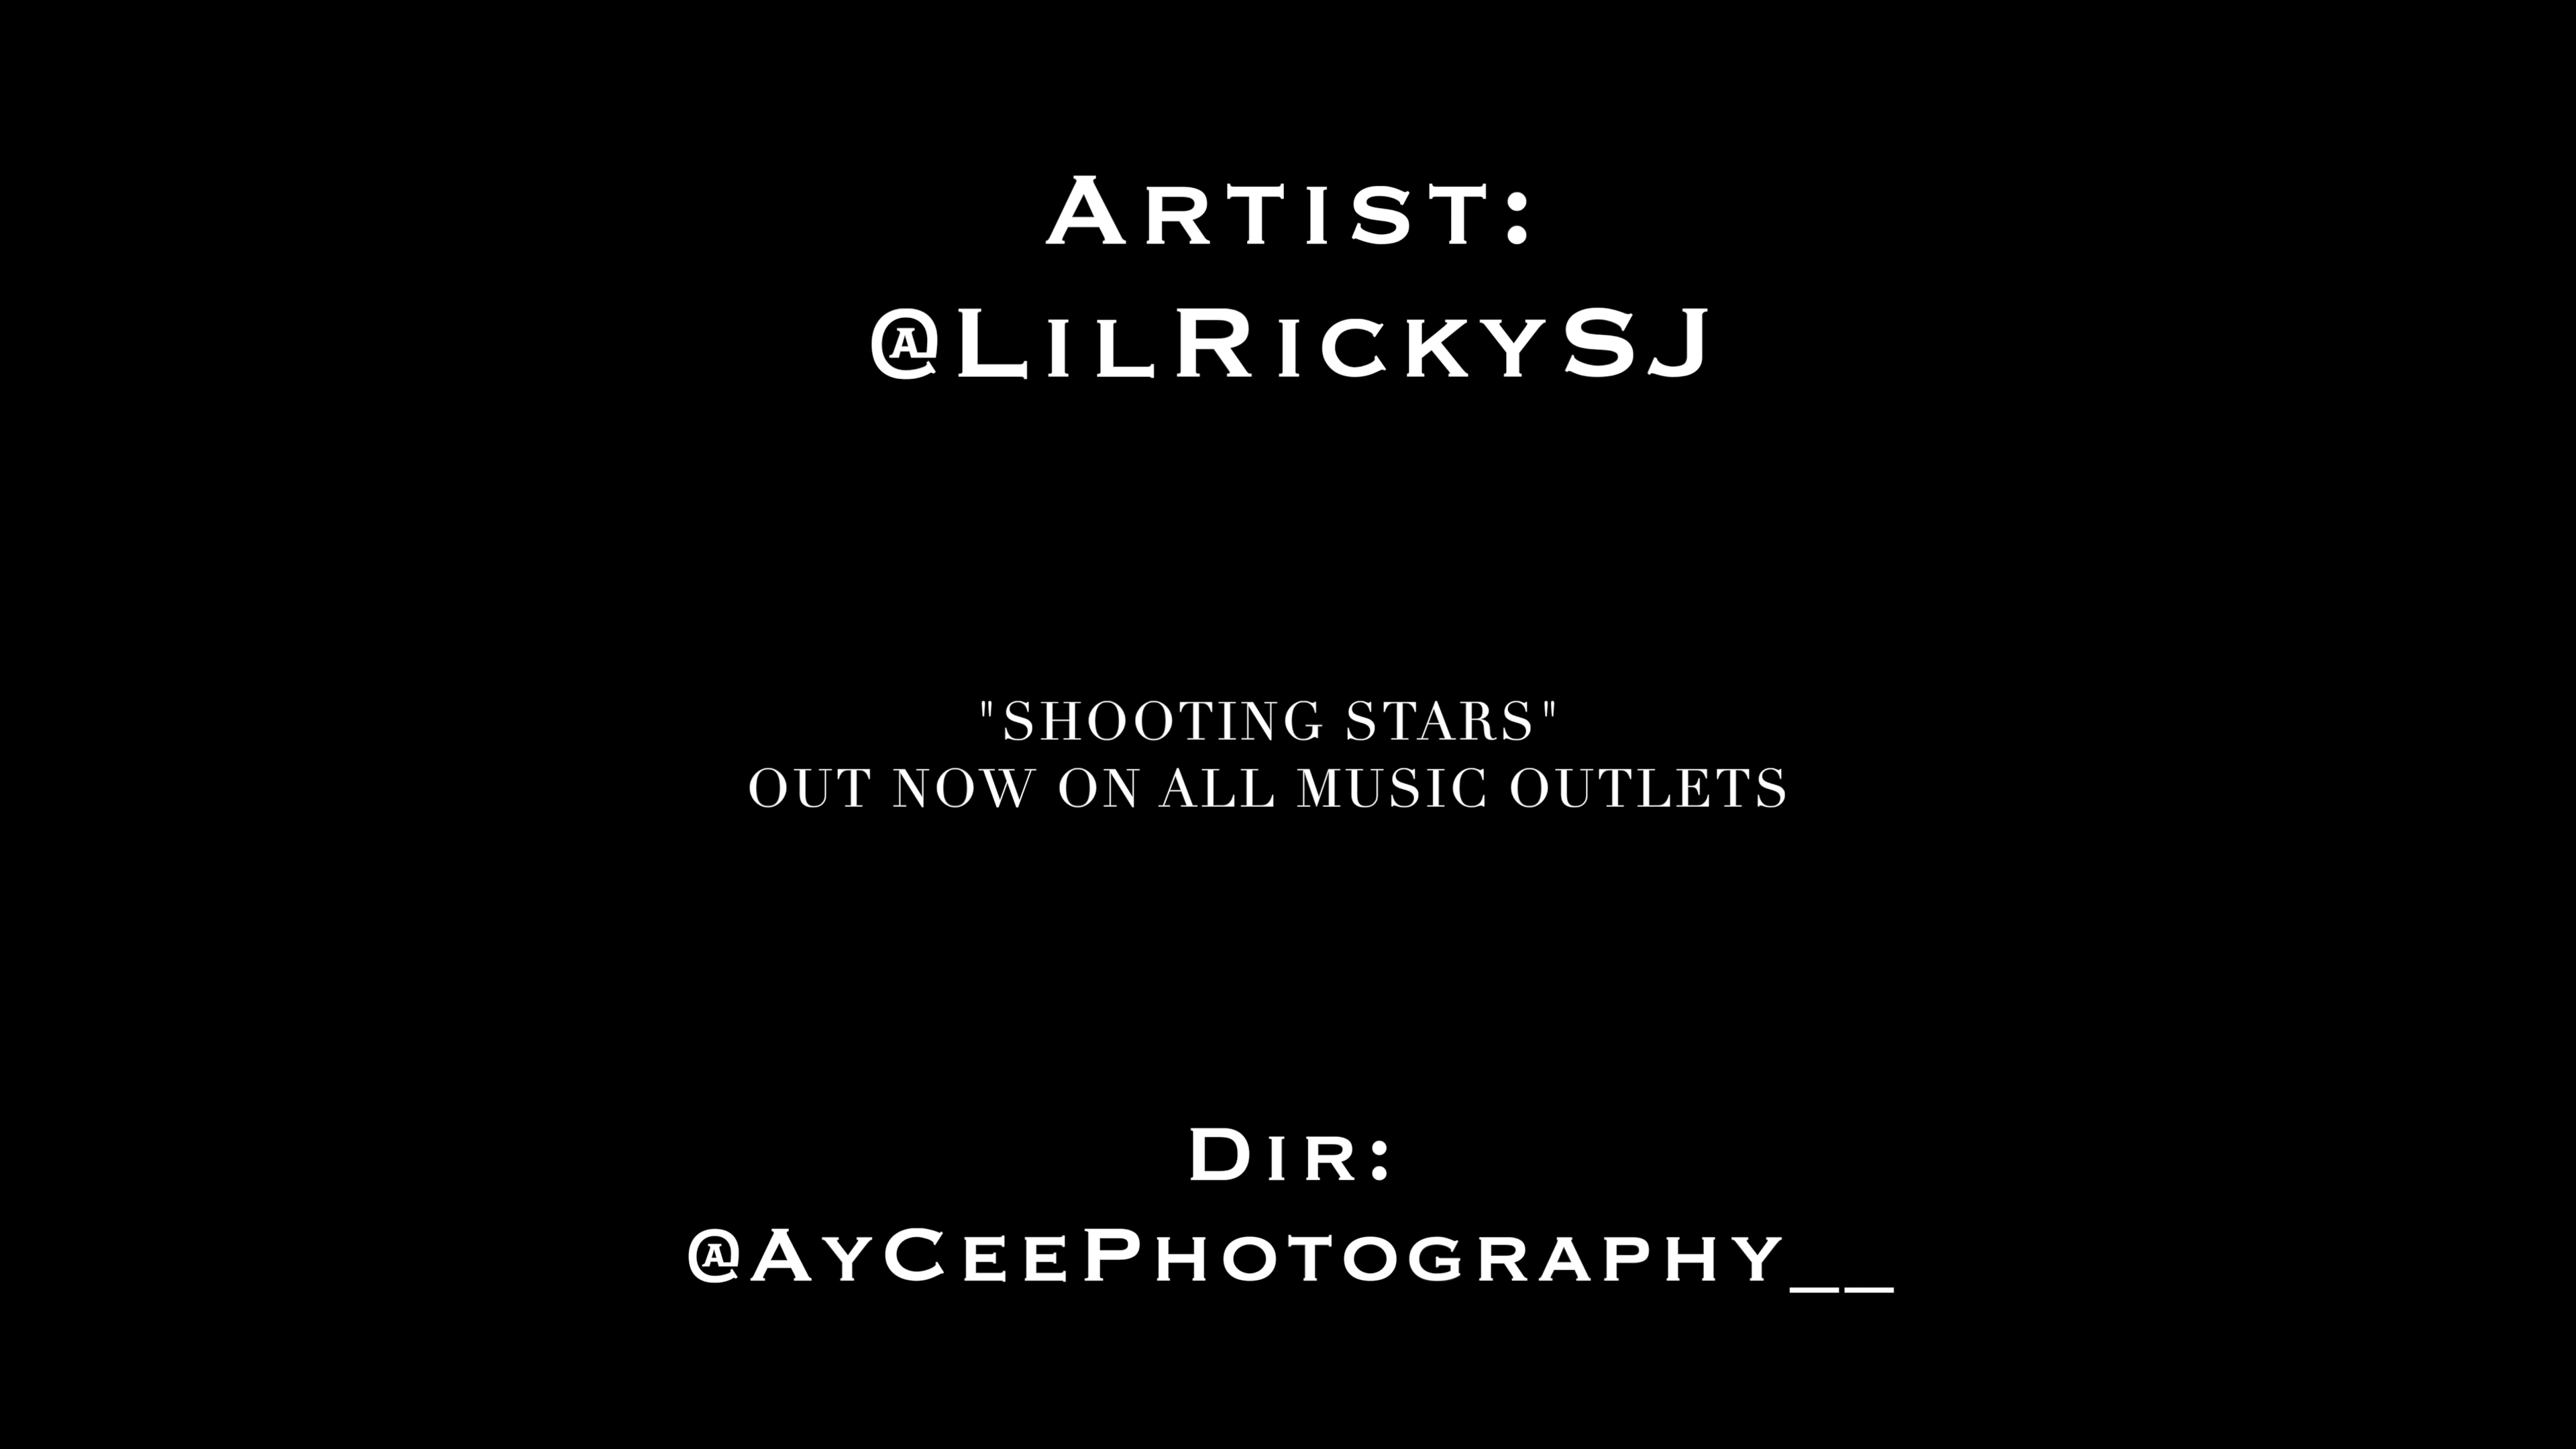 Artist:
@LilRickySJ
"SHOOTING STARS"
OUT NOW ON ALL MUSIC OUTLETS
Dir:
@AyCeePhotography__